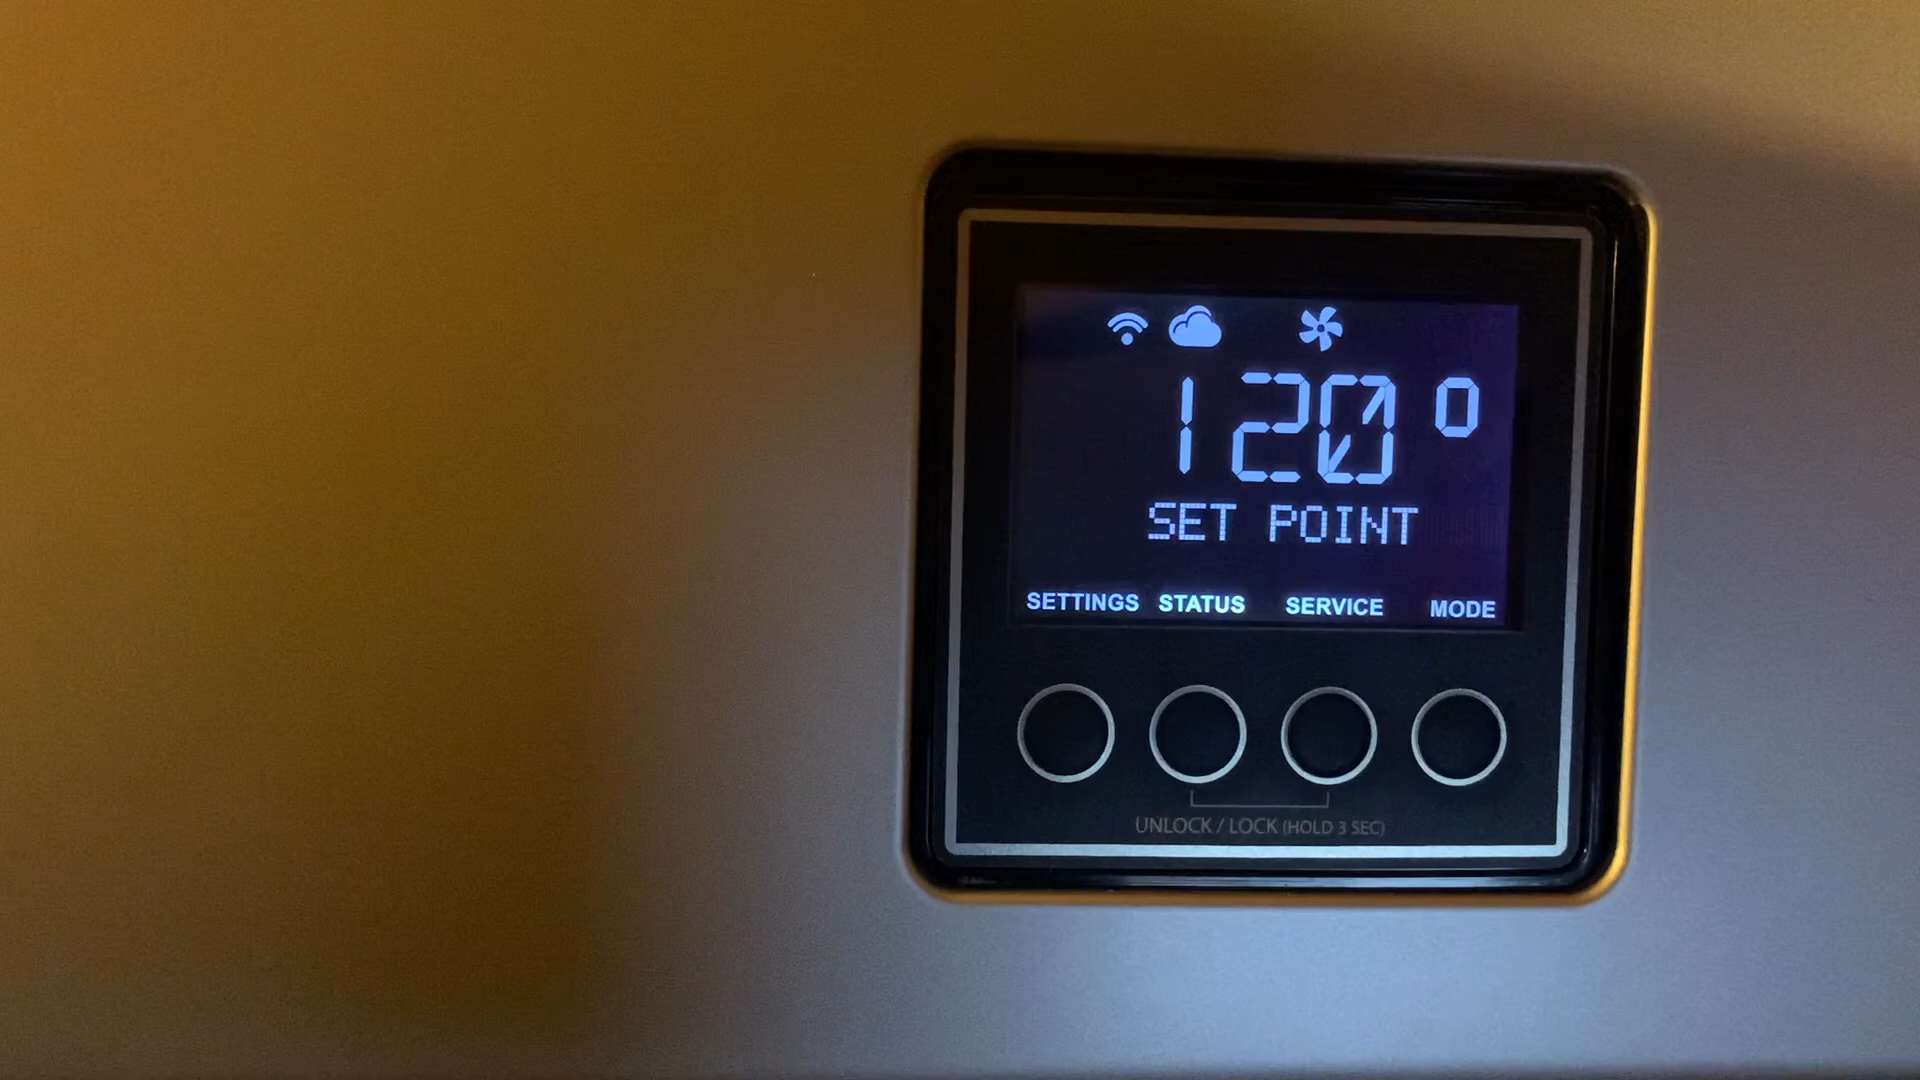 120°
SET POINT
SETTINGS STATUS SERVICE MODE
UNLOCK / LOCK (HOLD 3 SEC)